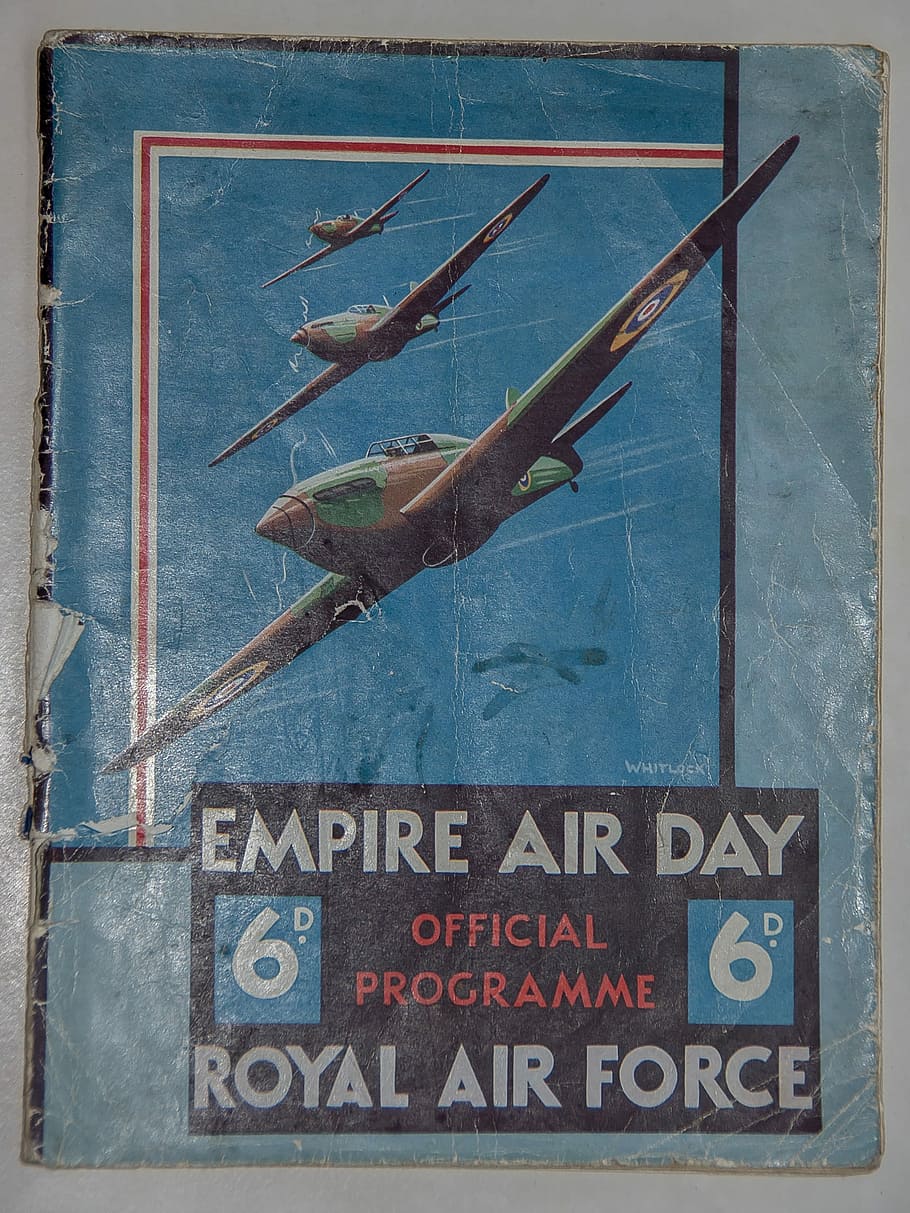 WHITLOCK
EMPIRE AIR DAY
6D. OFFICIAL 6D.
PROGRAMME
ROYAL AIR FORCE